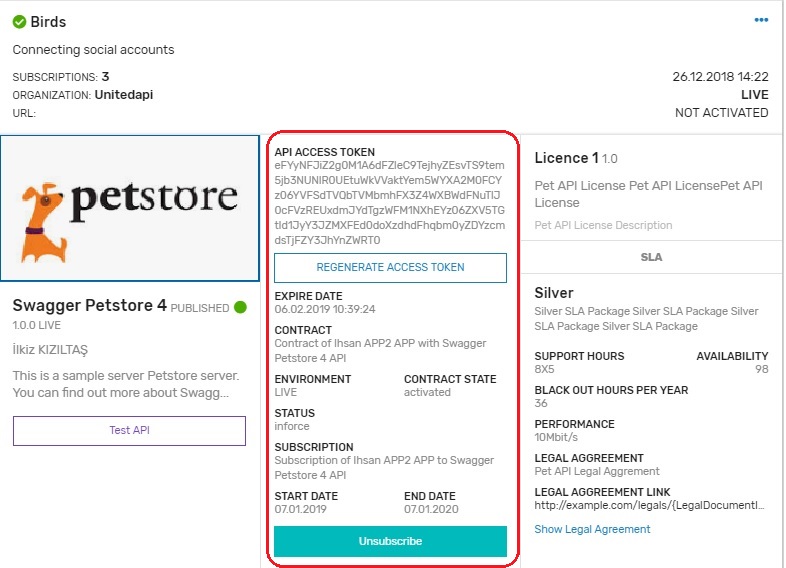 Birds
Connecting social accounts
SUBSCRIPTIONS: 3
ORGANIZATION: Unitedapi
URL:
26.12.2018 14:22
LIVE
NOT ACTIVATED
petstore
Swagger Petstore 4 PUBLISHED
1.0.0 LIVE
İlkiz KIZILTAŞ
This is a sample server Petstore server.
You can find out more about Swagg...
Test API
API ACCESS TOKEN
eFYyNFJiZ2g0M1A6dFZleC9TejhyZEsvTS9tem
5jb3NUNlR0UEtuWkVVaktYem5WYXA2M0FCY
z06YVFSdTVQbTVMbmhFX3Z4WXBWdFNuTlJ
0cFVzREUxdmJYdTgzWFM1NXhEYz06ZXV5TG
tId1JyY3JZMXFEd0doXzdhdFhqbm0yZDYzcm
dsTjFZY3JhYnZWRT0
REGENERATE ACCESS TOKEN
EXPIRE DATE
06.02.2019 10:39:24
CONTRACT
Contract of Ihsan APP2 APP with Swagger
Petstore 4 API
ENVIRONMENT
LIVE
CONTRACT STATE
activated
STATUS
inforce
SUBSCRIPTION
Subscription of Ihsan APP2 APP to Swagger
Petstore 4 API
START DATE
07.01.2019
END DATE
07.01.2020
Unsubscribe
Licence 1 1.0
Pet API License Pet API LicensePet API
License
Pet API License Description
SLA
Silver
Silver SLA Package Silver SLA Package Silver
SLA Package Silver SLA Package
SUPPORT HOURS
8X5
AVAILABILITY
98
BLACK OUT HOURS PER YEAR
36
PERFORMANCE
10Mbit/s
LEGAL AGREEMENT
Pet API Legal Aggrement
LEGAL AGREEMENT LINK
http://example.com/legals/{LegalDocumentI...
Show Legal Agreement